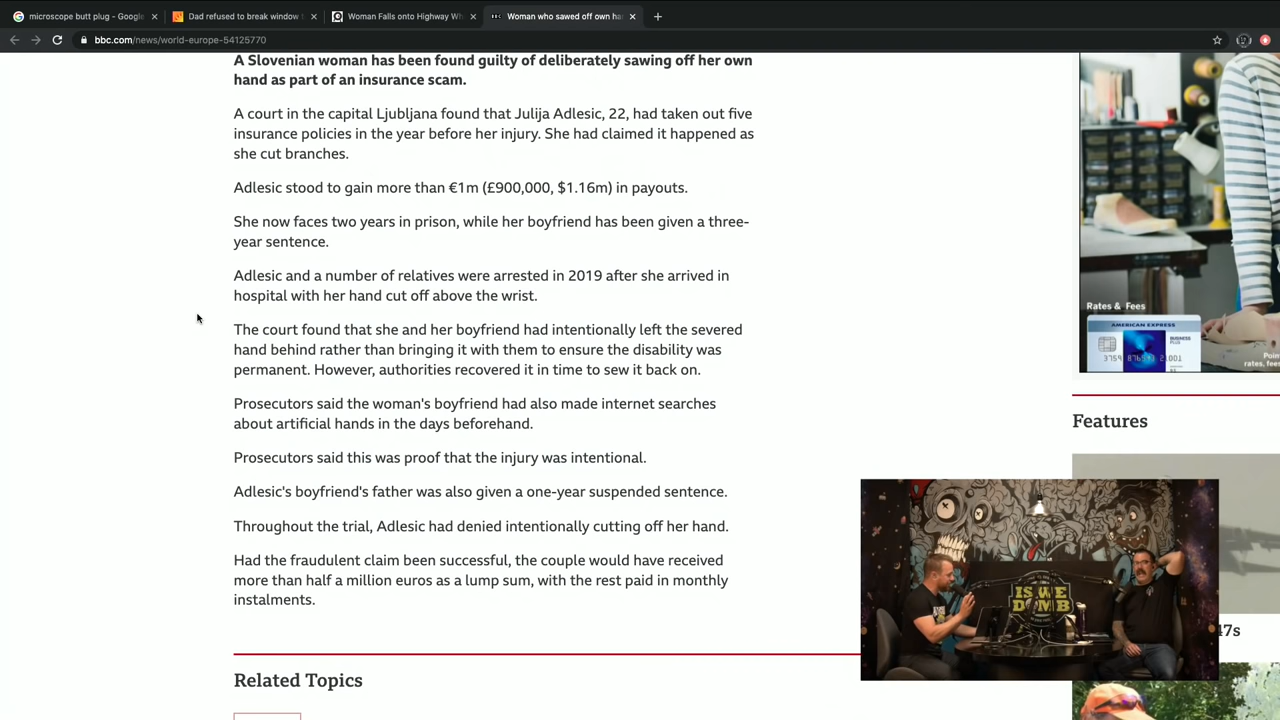 microscope butt plug - Google
Dad refused to break window t
Woman Falls onto Highway Wh
Woman who sawed off own han
bbc.com/news/world-europe-54125770
A Slovenian woman has been found guilty of deliberately sawing off her own
hand as part of an insurance scam.
A court in the capital Ljubljana found that Julija Adlesic, 22, had taken out five
insurance policies in the year before her injury. She had claimed it happened as
she cut branches.
Adlesic stood to gain more than €1m (£900,000, $1.16m) in payouts.
She now faces two years in prison, while her boyfriend has been given a three-
year sentence.
Adlesic and a number of relatives were arrested in 2019 after she arrived in
hospital with her hand cut off above the wrist.
The court found that she and her boyfriend had intentionally left the severed
hand behind rather than bringing it with them to ensure the disability was
permanent. However, authorities recovered it in time to sew it back on.
Prosecutors said the woman's boyfriend had also made internet searches
about artificial hands in the days beforehand.
Prosecutors said this was proof that the injury was intentional.
Adlesic's boyfriend's father was also given a one-year suspended sentence.
Throughout the trial, Adlesic had denied intentionally cutting off her hand.
Had the fraudulent claim been successful, the couple would have received
more than half a million euros as a lump sum, with the rest paid in monthly
instalments.
Related Topics
Rates & Fees
AMERICAN EXPRESS
BUSINESS
PLUS
rates, fees
Features
47s